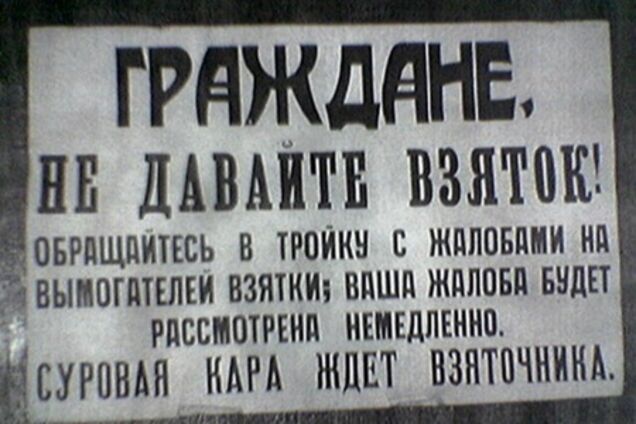 ГРАЖДАНЕ,
НЕ ДАВАЙТЕ ВЗЯТОК!
ОБРАЩАЙТЕСЬ В ТРОЙКУ С ЖАЛОБАМИ НА
ВЫМОГАТЕЛЕЙ ВЗЯТКИ; ВАША ЖАЛОБА БУДЕТ
РАССМОТРЕНА НЕМЕДЛЕННО.
СУРОВАЯ КАРА ЖДЕТ ВЗЯТОЧНИКА.